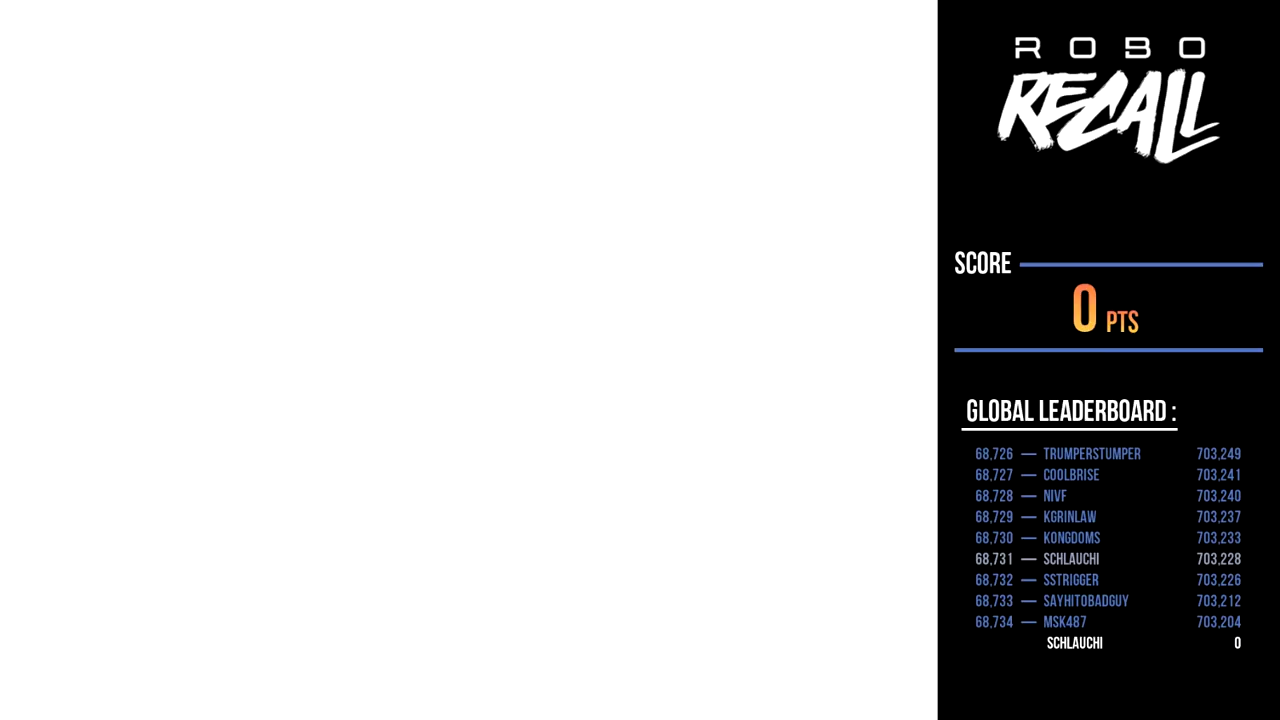 ROBO
RECALL
SCORE
0 PTS
GLOBAL LEADERBOARD :
68,726 — TRUMPERSTUMPER 703,249
68,727 — COOLBRISE 703,241
68,728 — NIVF 703,240
68,729 — KGRINLAW 703,237
68,730 — KONGDOMS 703,233
68,731 — SCHLAUCHI 703,228
68,732 — SSTRIGGER 703,226
68,733 — SAYHITOBADGUY 703,212
68,734 — MSK487 703,204
SCHLAUCHI 0